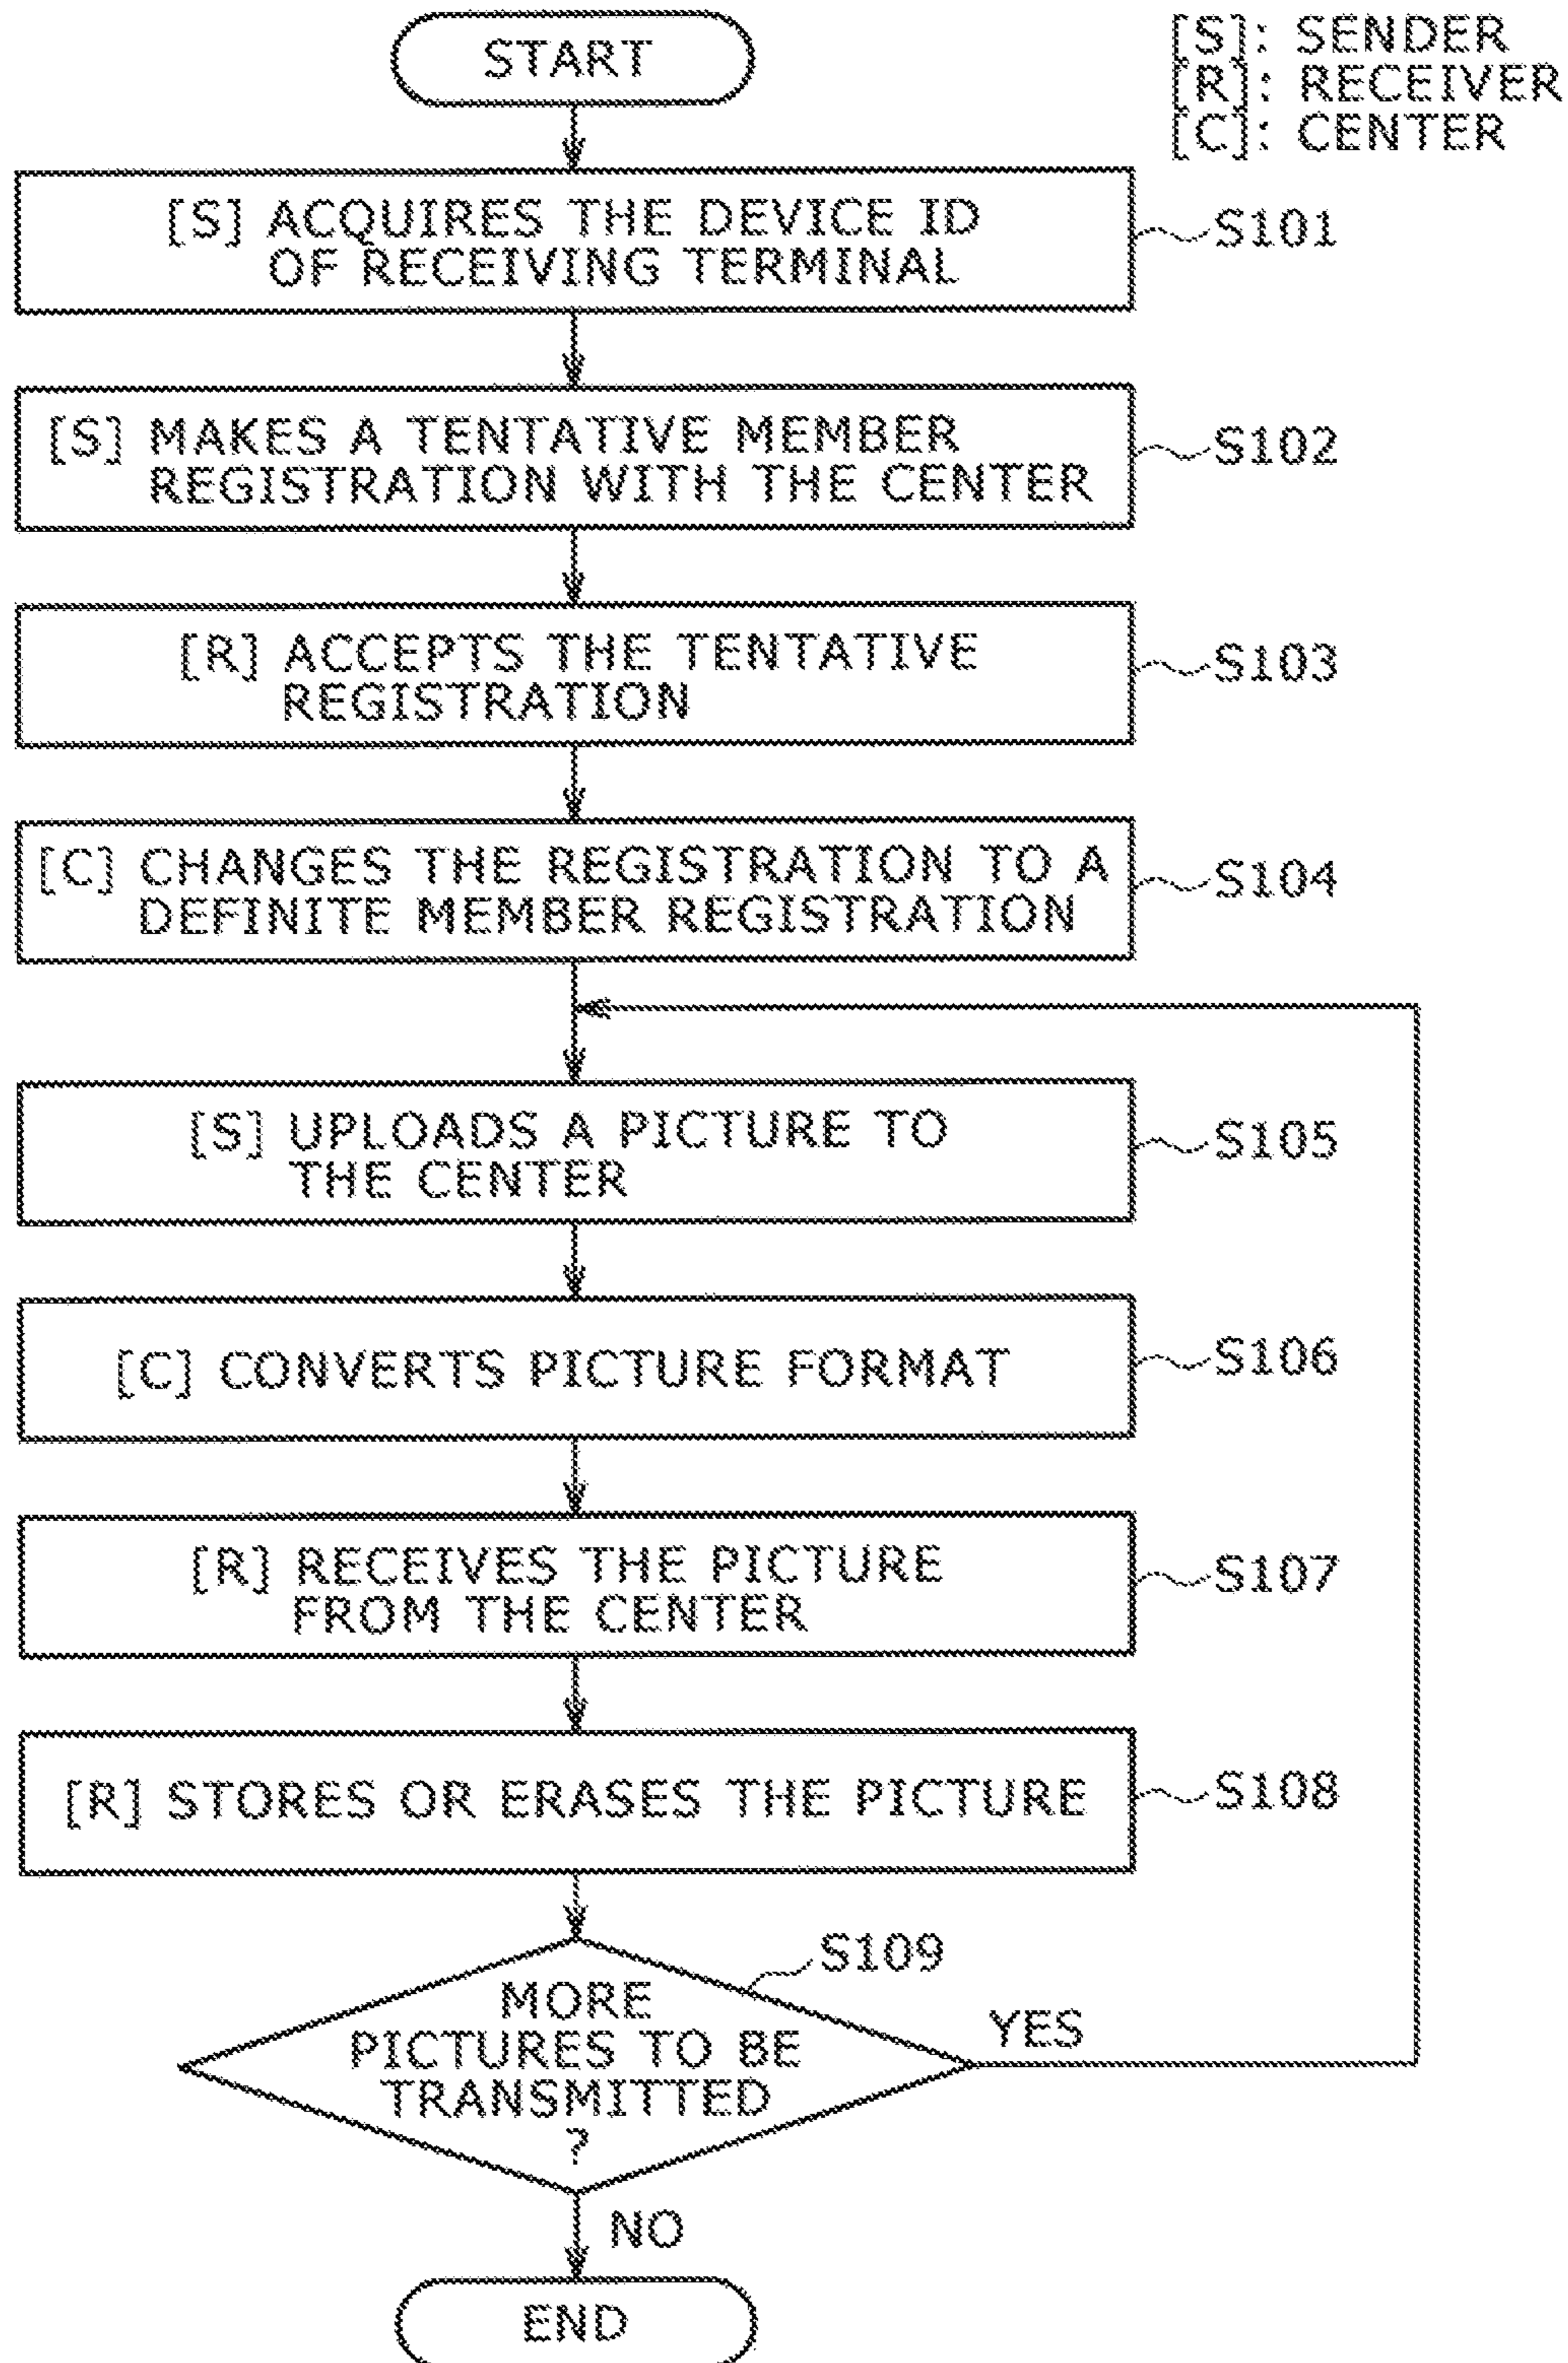 START
[S]: SENDER
[R]: RECEIVER
[C]: CENTER
[S] ACQUIRES THE DEVICE ID
OF RECEIVING TERMINAL
S101
[S] MAKES A TENTATIVE MEMBER
REGISTRATION WITH THE CENTER
S102
[R] ACCEPTS THE TENTATIVE
REGISTRATION
S103
[C] CHANGES THE REGISTRATION TO A
DEFINITE MEMBER REGISTRATION
S104
[S] UPLOADS A PICTURE TO
THE CENTER
S105
[C] CONVERTS PICTURE FORMAT
S106
[R] RECEIVES THE PICTURE
FROM THE CENTER
S107
[R] STORES OR ERASES THE PICTURE
S108
S109
MORE
PICTURES TO BE
TRANSMITTED
?
YES
NO
END